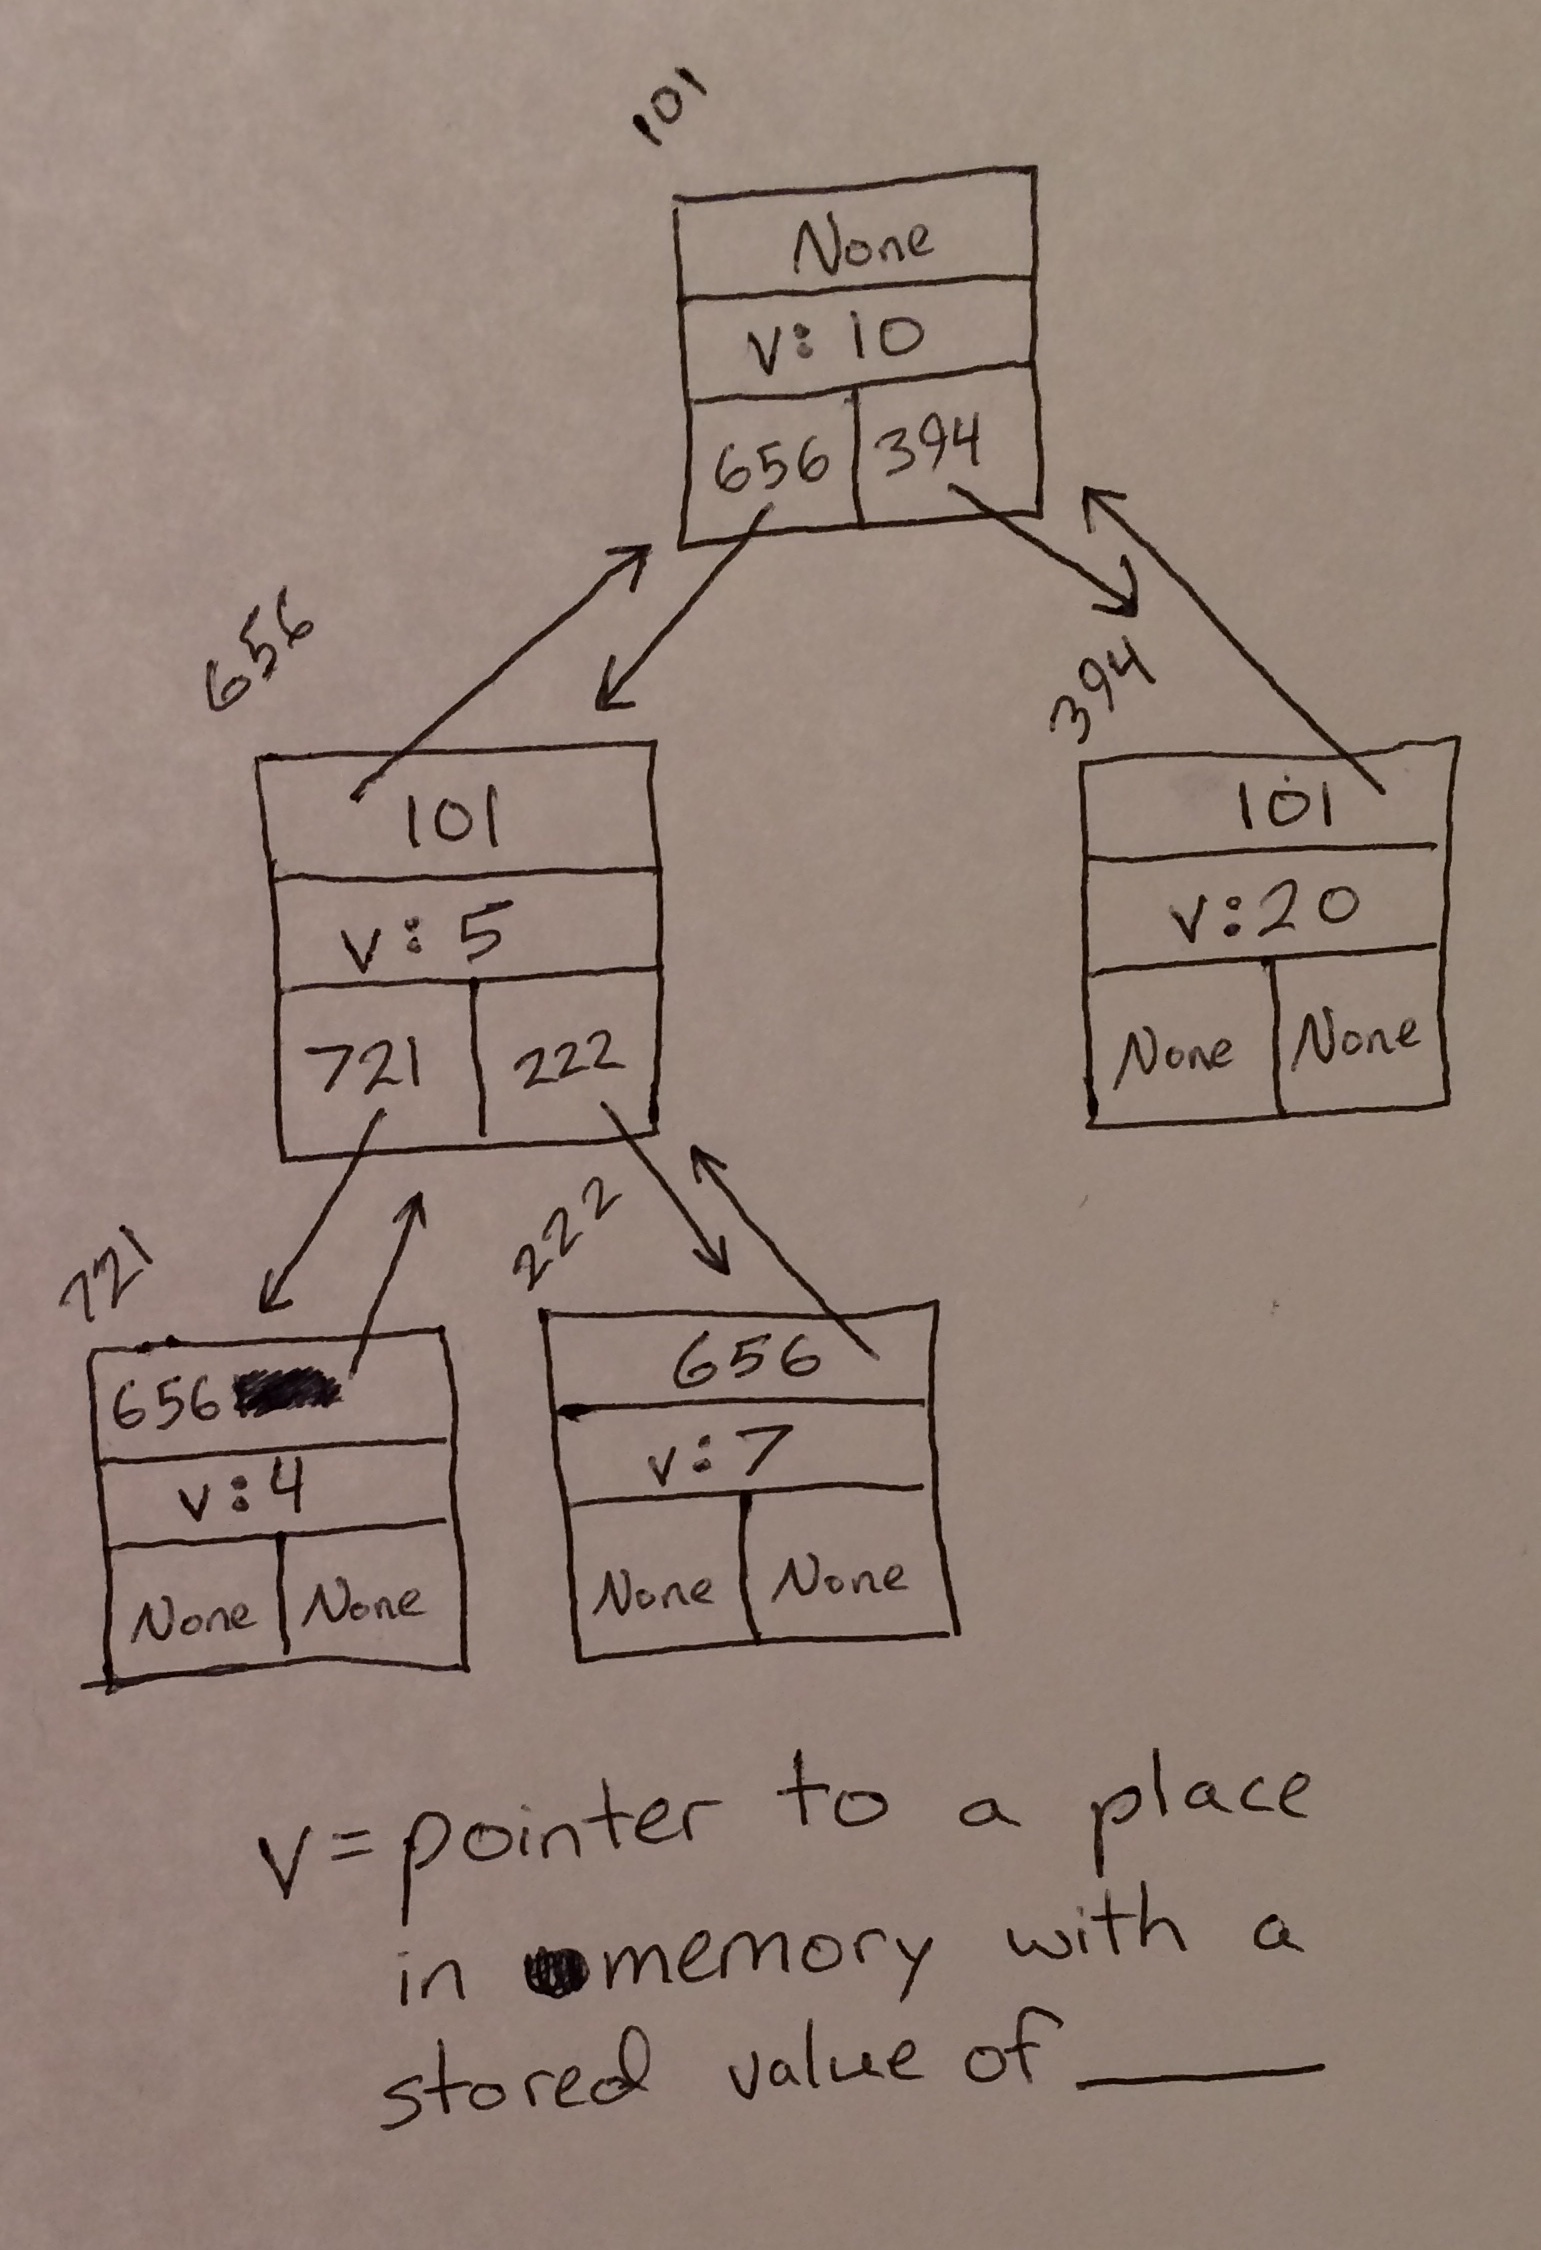 101
None
v: 10
656 394
656
394
101
v: 5
721 222
101
v: 20
None None
721
222
656
v: 4
None None
656
v: 7
None None
v = pointer to a place
in memory with a
stored value of ____